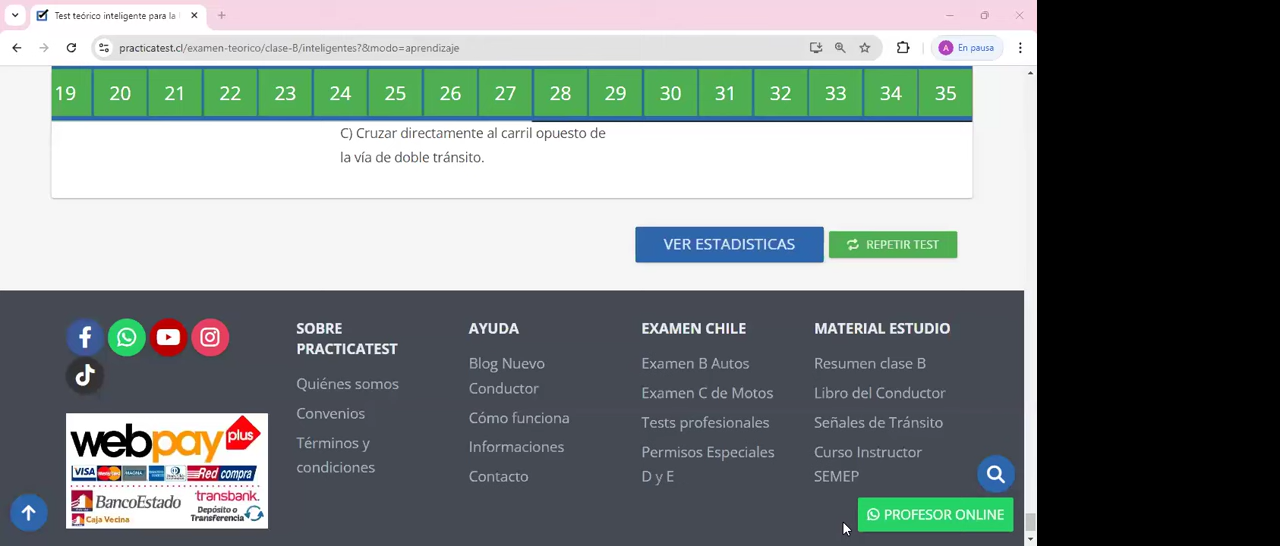 Test teórico inteligente para la
practicatest.cl/examen-teorico/clase-B/inteligentes?&modo=aprendizaje
A
En pausa
19 20 21 22 23 24 25 26 27 28 29 30 31 32 33 34 35
C) Cruzar directamente al carril opuesto de
la vía de doble tránsito.
VER ESTADISTICAS
REPETIR TEST
SOBRE
PRACTICATEST
Quiénes somos
Convenios
Términos y
condiciones
AYUDA
Blog Nuevo
Conductor
Cómo funciona
Informaciones
Contacto
EXAMEN CHILE
Examen B Autos
Examen C de Motos
Tests profesionales
Permisos Especiales
D y E
MATERIAL ESTUDIO
Resumen clase B
Libro del Conductor
Señales de Tránsito
Curso Instructor
SEMEP
webpay plus
VISA
MAGNA
Red compra
BancoEstado
transbank.
Caja Vecina
Depósito o
Transferencia
PROFESOR ONLINE